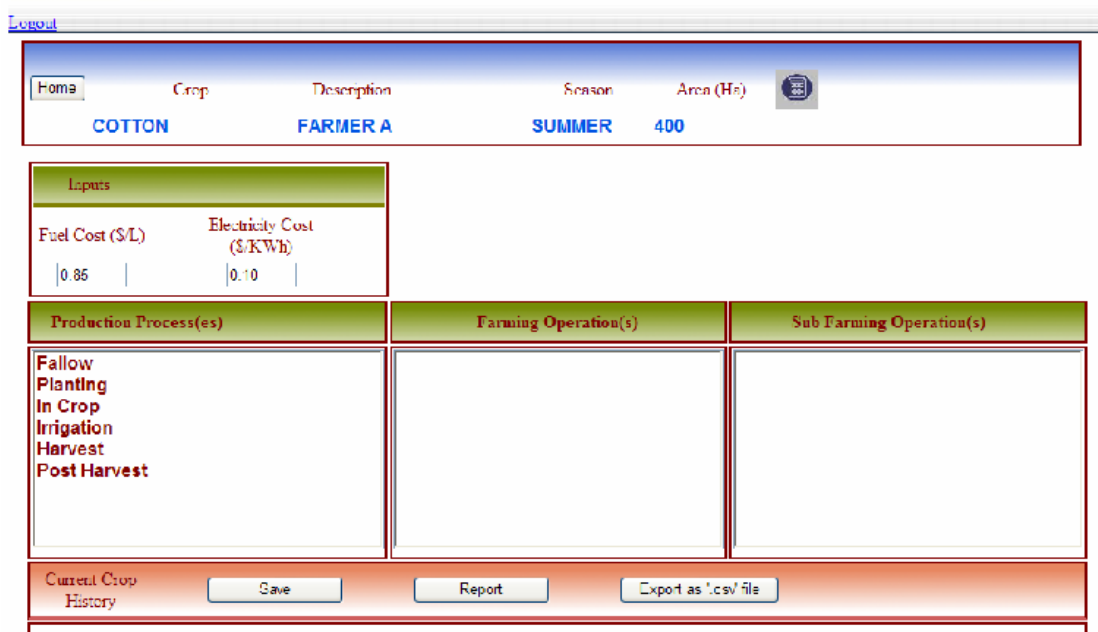 Logout
Home Crop Description Season Area (Ha)
COTTON FARMER A SUMMER 400
Inputs
Fuel Cost ($/L) Electricity Cost
($/KWh)
0.85 0.10
Production Process(es) Farming Operation(s) Sub Farming Operation(s)
Fallow
Planting
In Crop
Irrigation
Harvest
Post Harvest
Current Crop
History
Save Report Export as '.csv' file